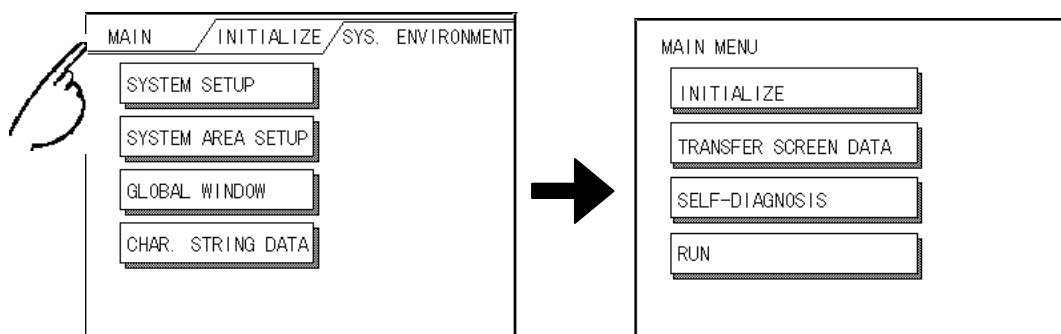 MAIN INITIALIZE SYS. ENVIRONMENT
SYSTEM SETUP
SYSTEM AREA SETUP
GLOBAL WINDOW
CHAR. STRING DATA
MAIN MENU
INITIALIZE
TRANSFER SCREEN DATA
SELF-DIAGNOSIS
RUN